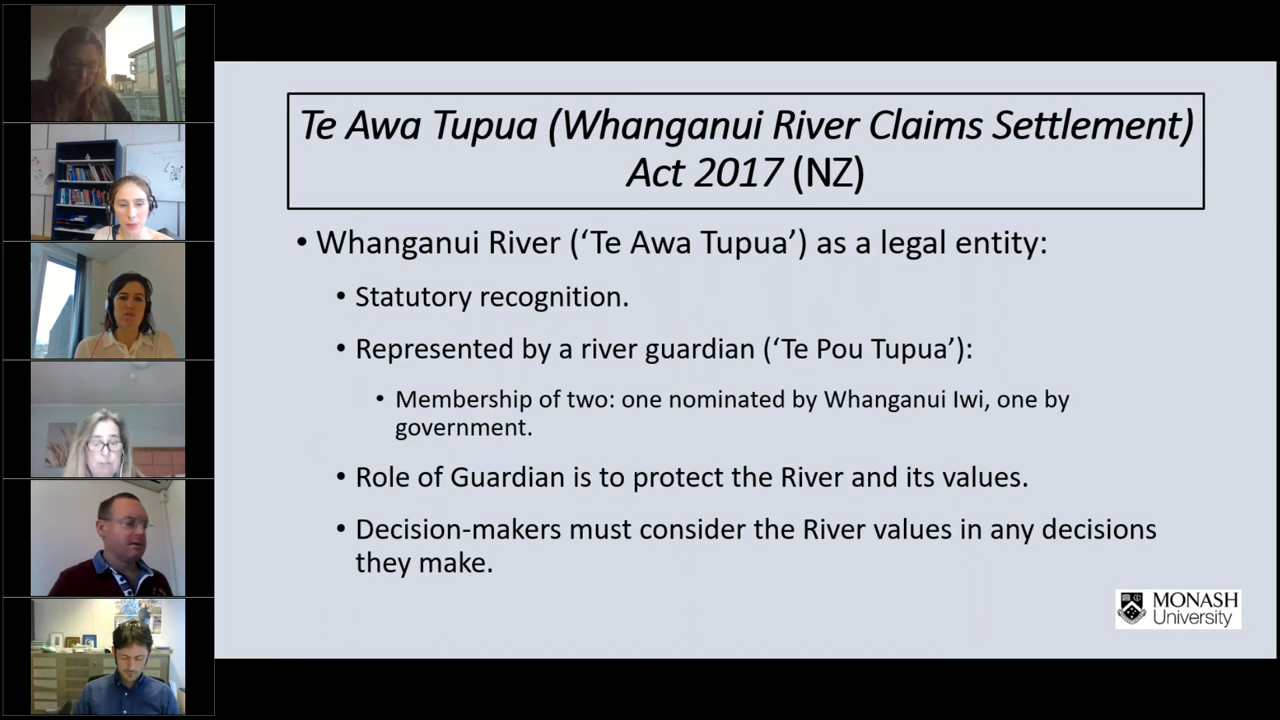 Te Awa Tupua (Whanganui River Claims Settlement)
Act 2017 (NZ)
• Whanganui River (‘Te Awa Tupua’) as a legal entity:
• Statutory recognition.
• Represented by a river guardian (‘Te Pou Tupua’):
• Membership of two: one nominated by Whanganui Iwi, one by
government.
• Role of Guardian is to protect the River and its values.
• Decision-makers must consider the River values in any decisions
they make.
MONASH
University